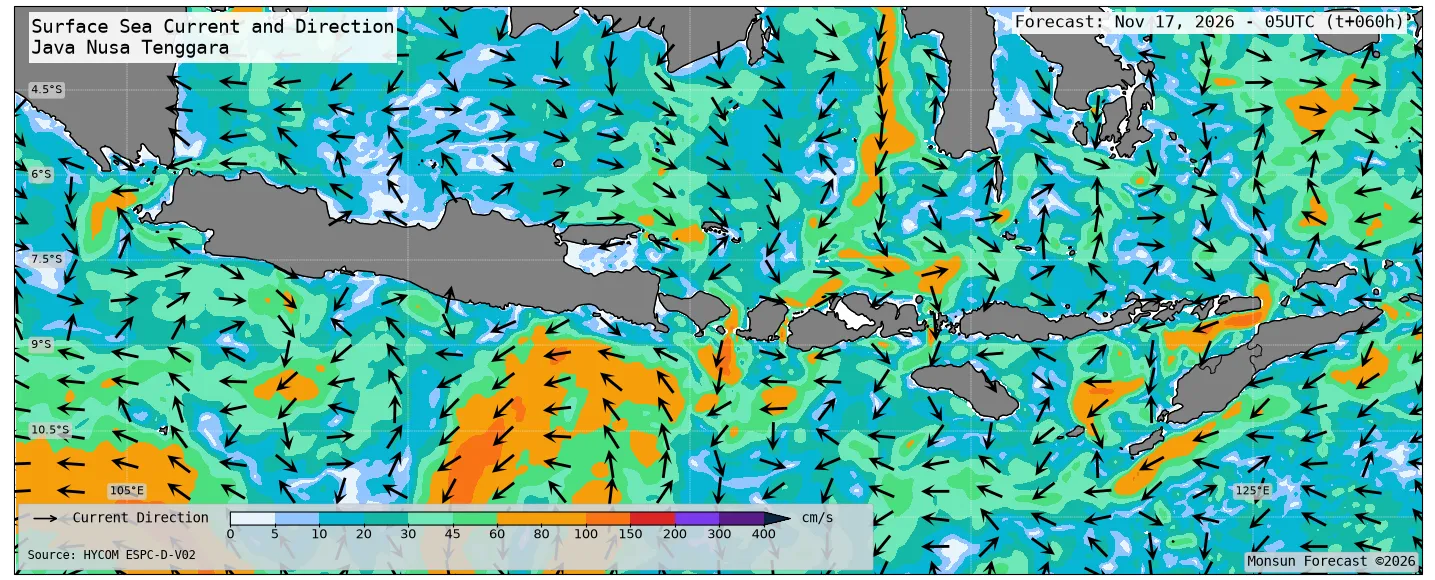 Surface Sea Current and Direction
Java Nusa Tenggara
Forecast: Nov 17, 2026 - 05UTC (t+060h)
4.5°S
6°S
7.5°S
9°S
10.5°S
105°E
125°E
Current Direction
0 5 10 20 30 45 60 80 100 150 200 300 400
cm/s
Source: HYCOM ESPC-D-V02
Monsun Forecast ©2026